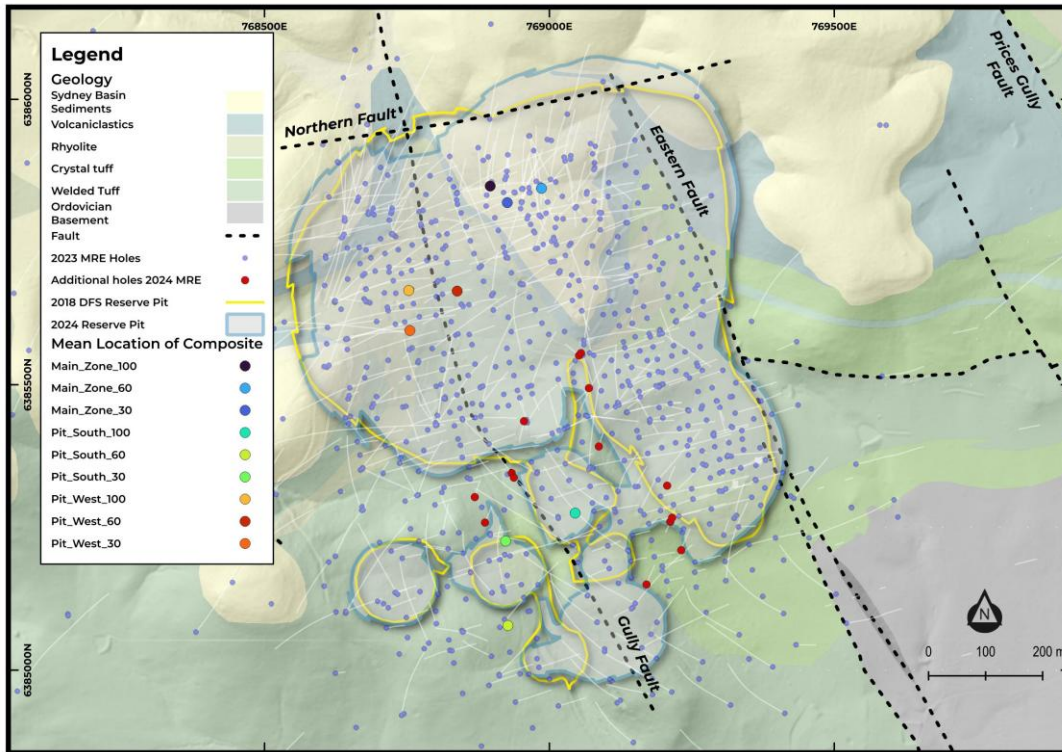 768500E
769000E
769500E
6386000N
6385500N
6385000N
Legend
Geology
Sydney Basin
Sediments
Volcaniclastics
Rhyolite
Crystal tuff
Welded Tuff
Ordovician
Basement
Fault
2023 MRE Holes
Additional holes 2024 MRE
2018 DFS Reserve Pit
2024 Reserve Pit
Mean Location of Composite
Main_Zone_100
Main_Zone_60
Main_Zone_30
Pit_South_100
Pit_South_60
Pit_South_30
Pit_West_100
Pit_West_60
Pit_West_30
Northern Fault
Eastern Fault
Prices Gully
Fault
Gully Fault
N
0 100 200 m